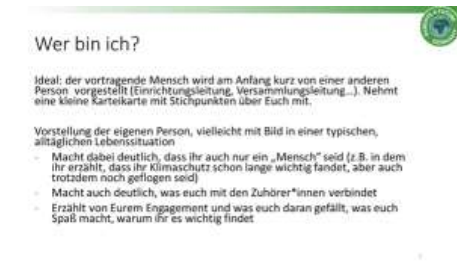 Wer bin ich?
Ideal: der vortragende Mensch wird am Anfang kurz von einer anderen
Person vorgestellt (Einrichtungsleitung, Versammlungsleitung...). Nehmt
eine kleine Karteikarte mit Stichpunkten über Euch mit.
Vorstellung der eigenen Person, vielleicht mit Bild in einer typischen,
alltäglichen Lebenssituation
- Macht dabei deutlich, dass ihr auch nur ein „Mensch" seid (z.B. in dem
ihr erzählt, dass ihr Klimaschutz schon lange wichtig fandet, aber auch
trotzdem noch geflogen seid)
- Macht auch deutlich, was euch mit den Zuhörer*innen verbindet
- Erzählt von Eurem Engagement und was euch daran gefällt, was euch
Spaß macht, warum ihr es wichtig findet